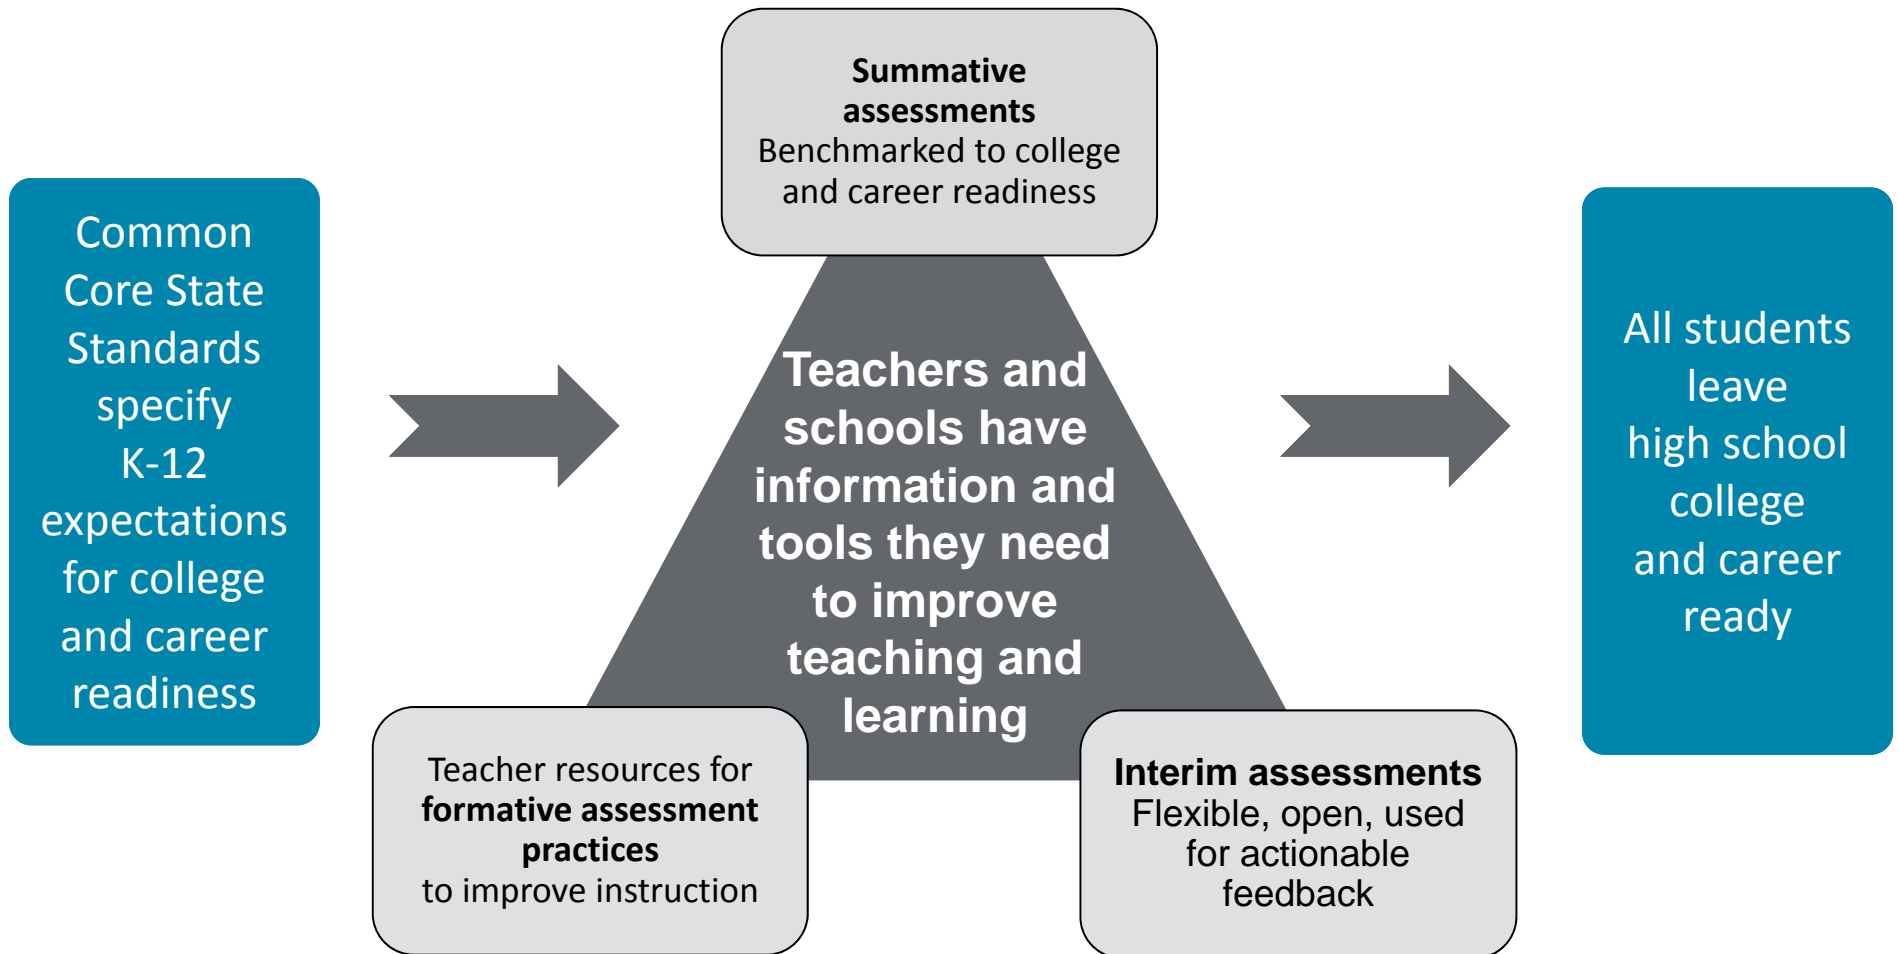 Common
Core State
Standards
specify
K-12
expectations
for college
and career
readiness
Summative
assessments
Benchmarked to college
and career readiness
Teachers and
schools have
information and
tools they need
to improve
teaching and
learning
Teacher resources for
formative assessment
practices
to improve instruction
Interim assessments
Flexible, open, used
for actionable
feedback
All students
leave
high school
college
and career
ready